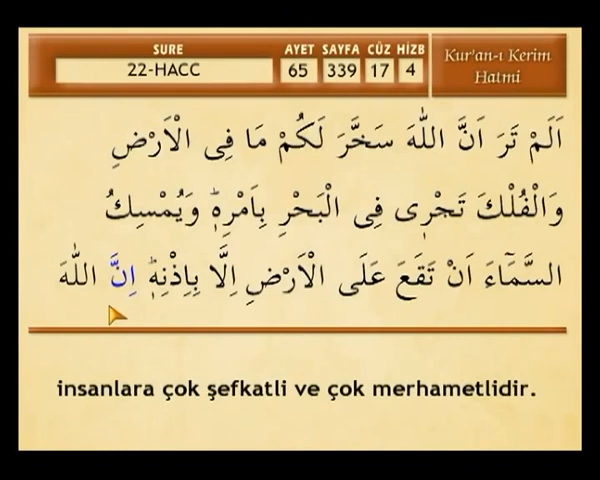 SURE AYET SAYFA CÜZ HİZB
22-HACC 65 339 17 4
Kur'an-ı Kerim
Hatmi
اَلَمْ تَرَ اَنَّ اللّٰهَ سَخَّرَ لَكُمْ مَا فِى الْاَرْضِ
وَالْفُلْكَ تَجْر۪ى فِى الْبَحْرِ بِاَمْرِه۪ۜ وَيُمْسِكُ
السَّمَٓاءَ اَنْ تَقَعَ عَلَى الْاَرْضِ اِلَّا بِاِذْنِه۪ۜ اِنَّ اللّٰهَ
insanlara çok şefkatli ve çok merhametlidir.